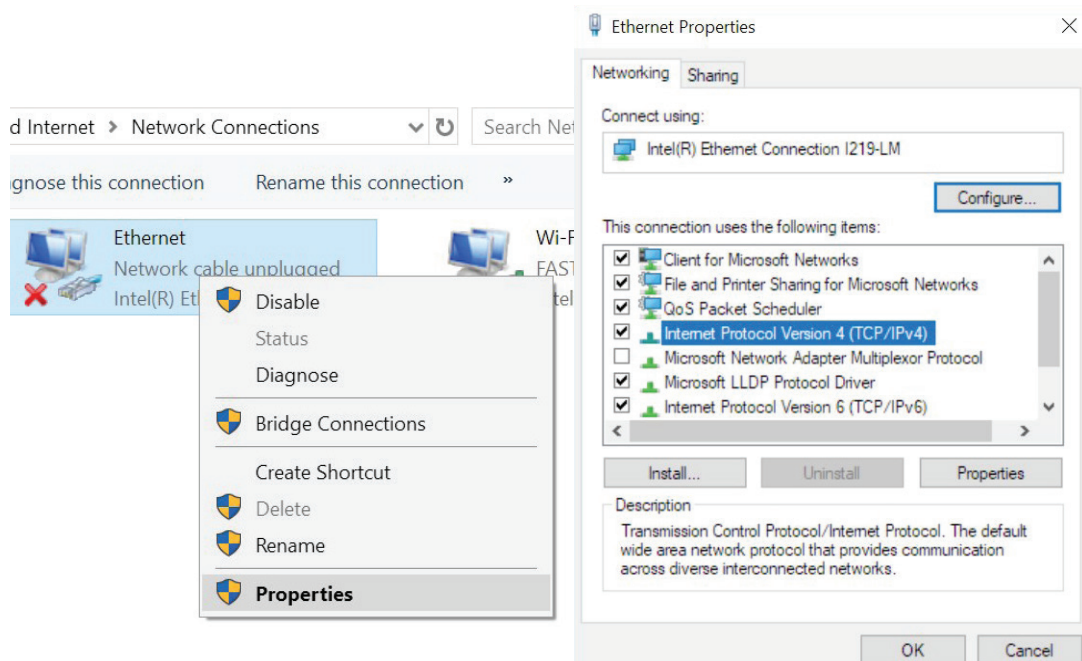 d Internet > Network Connections
Search Net
gnose this connection Rename this connection »
Ethernet
Network cable unplugged
Intel(R) Et
Wi-F
FAST
tel
Disable
Status
Diagnose
Bridge Connections
Create Shortcut
Delete
Rename
Properties
Ethernet Properties
Networking Sharing
Connect using:
Intel(R) Ethernet Connection I219-LM
Configure...
This connection uses the following items:
Client for Microsoft Networks
File and Printer Sharing for Microsoft Networks
QoS Packet Scheduler
Internet Protocol Version 4 (TCP/IPv4)
Microsoft Network Adapter Multiplexor Protocol
Microsoft LLDP Protocol Driver
Internet Protocol Version 6 (TCP/IPv6)
Install... Uninstall Properties
Description
Transmission Control Protocol/Internet Protocol. The default
wide area network protocol that provides communication
across diverse interconnected networks.
OK Cancel